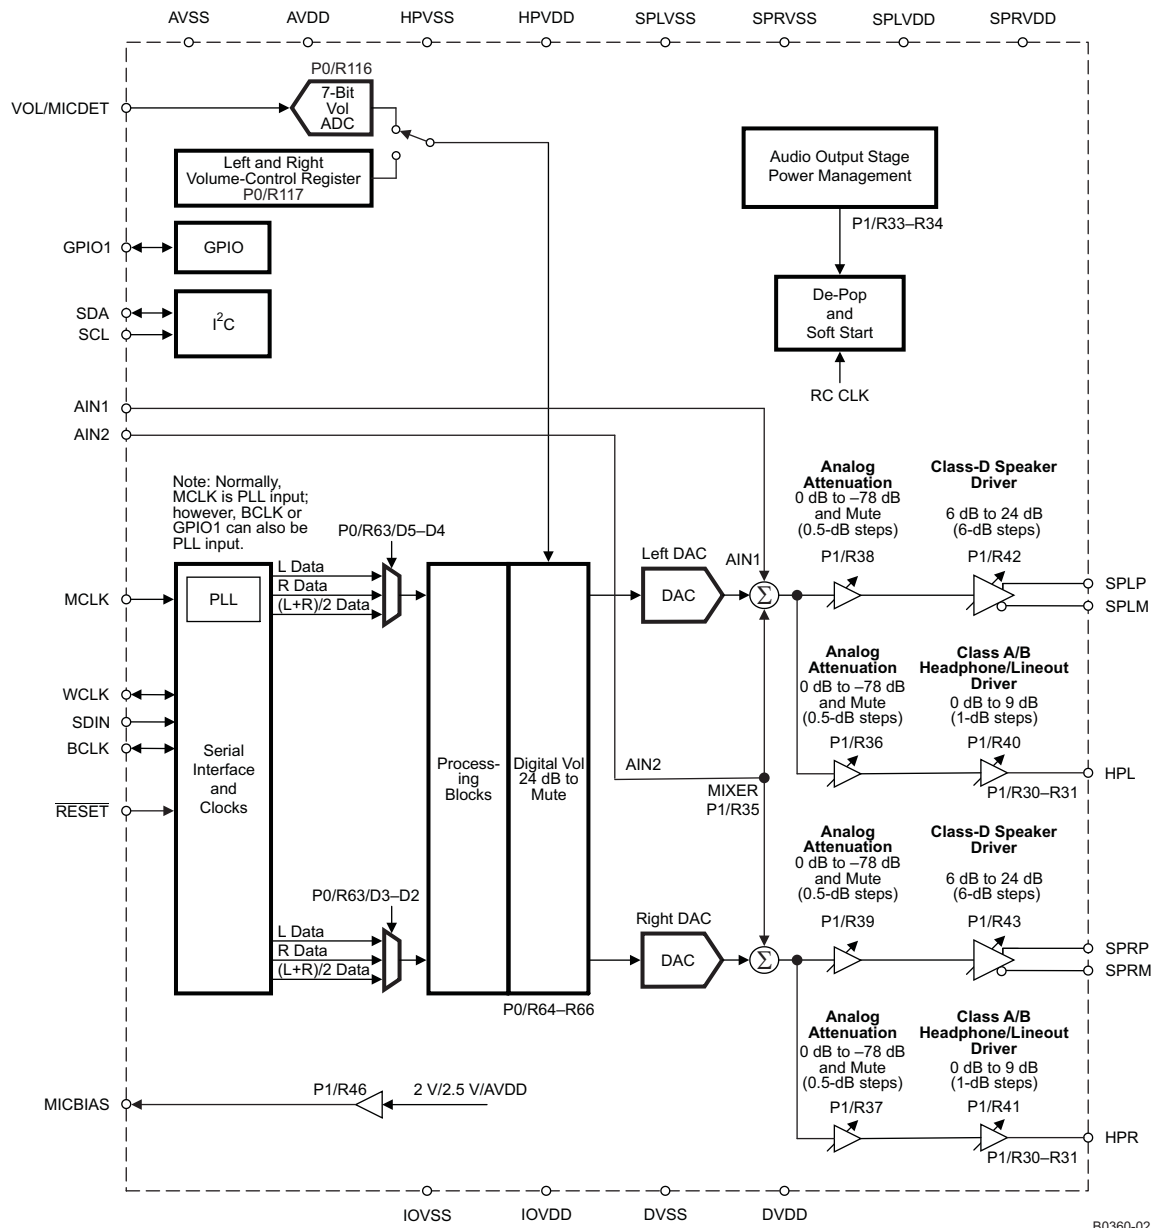 AVSS
AVDD
HPVSS
HPVDD
SPLVSS
SPRVSS
SPLVDD
SPRVDD
P0/R116
VOL/MICDET
7-Bit
Vol
ADC
Left and Right
Volume-Control Register
P0/R117
Audio Output Stage
Power Management
P1/R33–R34
GPIO1
GPIO
SDA
SCL
I2C
De-Pop
and
Soft Start
RC CLK
AIN1
AIN2
Note: Normally,
MCLK is PLL input;
however, BCLK or
GPIO1 can also be
PLL input.
P0/R63/D5–D4
L Data
R Data
(L+R)/2 Data
MCLK
PLL
WCLK
SDIN
BCLK
RESET
Serial
Interface
and
Clocks
Process-
ing
Blocks
Digital Vol
24 dB to
Mute
Left DAC
DAC
AIN1
Σ
Analog
Attenuation
0 dB to –78 dB
and Mute
(0.5-dB steps)
P1/R38
Class-D Speaker
Driver
6 dB to 24 dB
(6-dB steps)
P1/R42
SPLP
SPLM
Analog
Attenuation
0 dB to –78 dB
and Mute
(0.5-dB steps)
P1/R36
Class A/B
Headphone/Lineout
Driver
0 dB to 9 dB
(1-dB steps)
P1/R40
HPL
P1/R30–R31
AIN2
MIXER
P1/R35
P0/R63/D3–D2
L Data
R Data
(L+R)/2 Data
P0/R64–R66
Right DAC
DAC
Σ
Analog
Attenuation
0 dB to –78 dB
and Mute
(0.5-dB steps)
P1/R39
Class-D Speaker
Driver
6 dB to 24 dB
(6-dB steps)
P1/R43
SPRP
SPRM
Analog
Attenuation
0 dB to –78 dB
and Mute
(0.5-dB steps)
P1/R37
Class A/B
Headphone/Lineout
Driver
0 dB to 9 dB
(1-dB steps)
P1/R41
HPR
P1/R30–R31
MICBIAS
P1/R46
2 V/2.5 V/AVDD
IOVSS
IOVDD
DVSS
DVDD
B0360-02